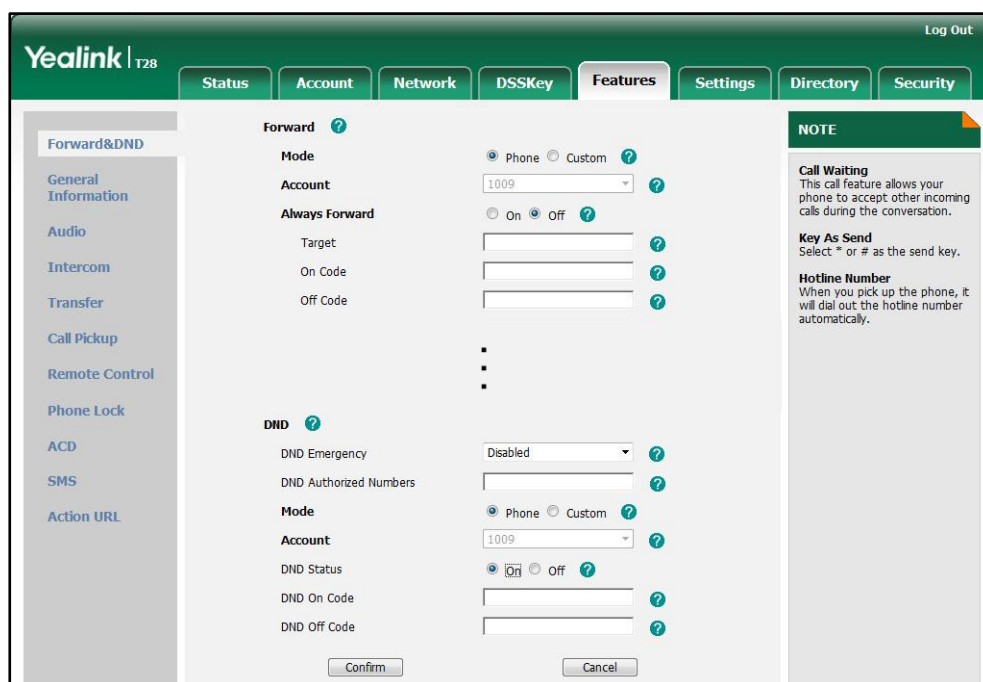 Log Out
Yealink | T28
Status Account Network DSSKey Features Settings Directory Security
Forward&DND
General
Information
Audio
Intercom
Transfer
Call Pickup
Remote Control
Phone Lock
ACD
SMS
Action URL
Forward ?
Mode Phone Custom ?
Account 1009 ?
Always Forward On Off ?
Target ?
On Code ?
Off Code ?
DND ?
DND Emergency Disabled ?
DND Authorized Numbers ?
Mode Phone Custom ?
Account 1009 ?
DND Status On Off ?
DND On Code ?
DND Off Code ?
Confirm Cancel
NOTE
Call Waiting
This call feature allows your
phone to accept other incoming
calls during the conversation.
Key As Send
Select * or # as the send key.
Hotline Number
When you pick up the phone, it
will dial out the hotline number
automatically.